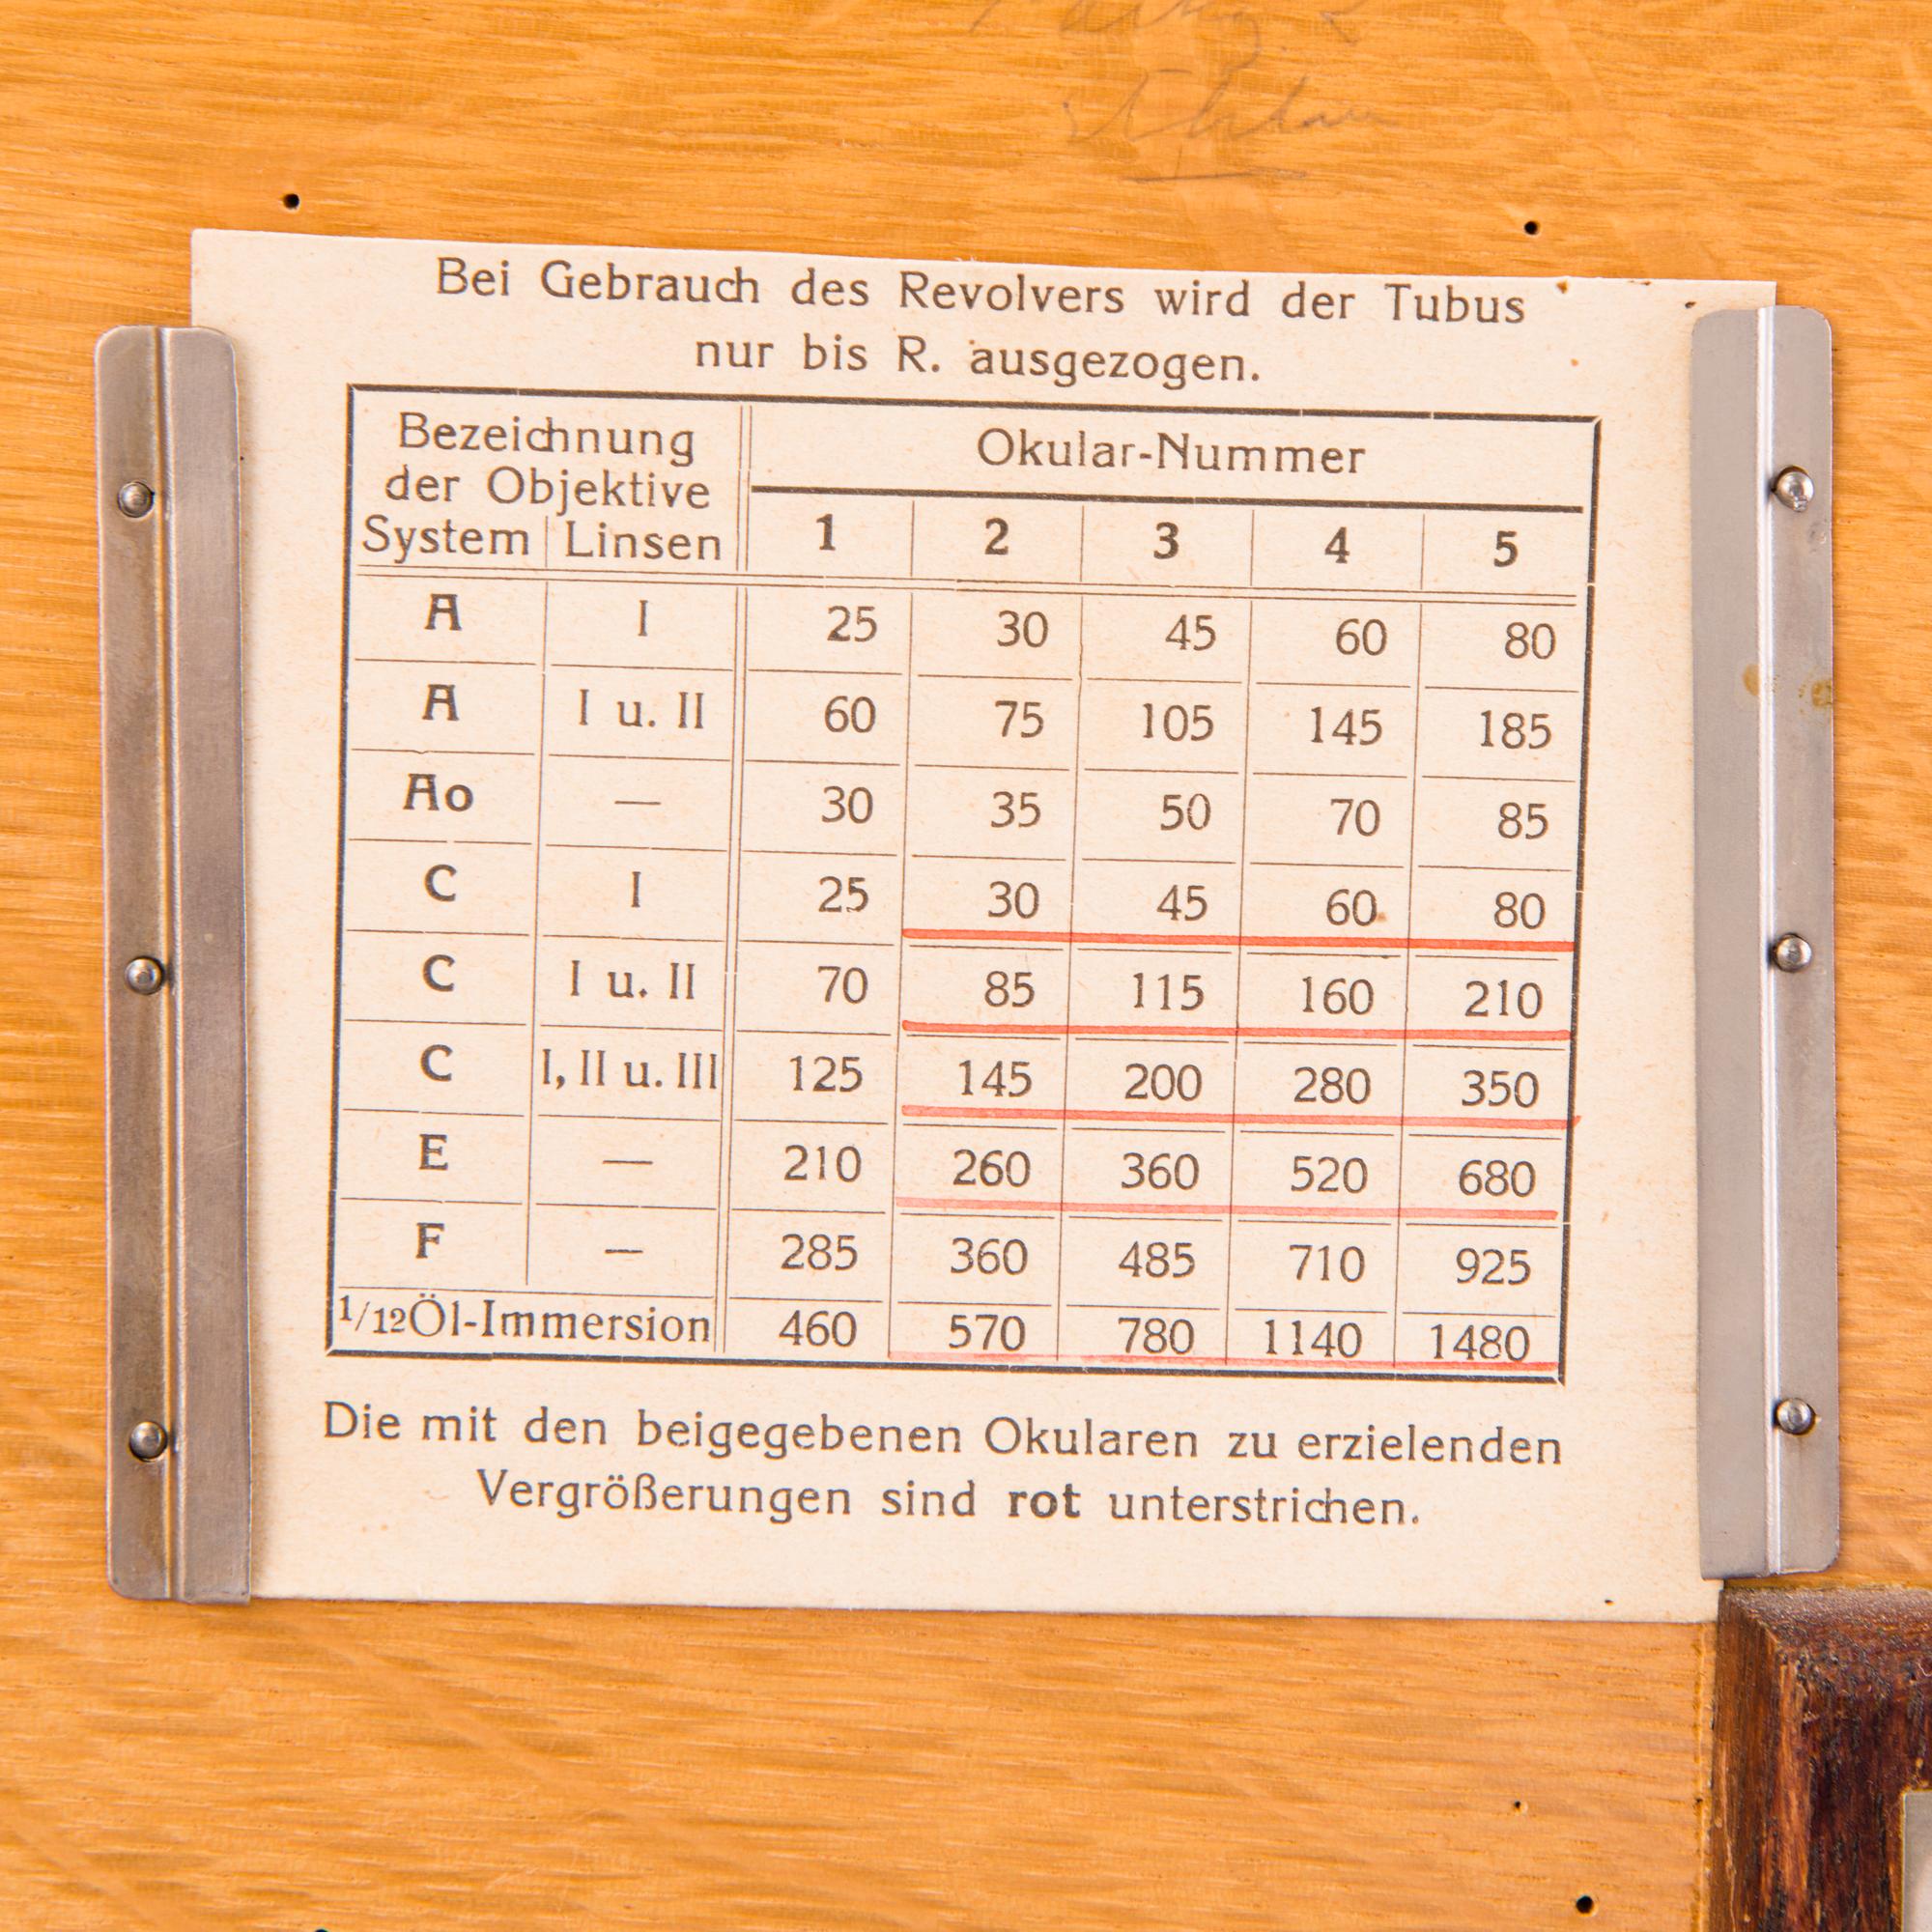 Bei Gebrauch des Revolvers wird der Tubus
nur bis R. ausgezogen.
Bezeichnung
der Objektive
System Linsen
Okular-Nummer
1 2 3 4 5
A I 25 30 45 60 80
A I u. II 60 75 105 145 185
Ao — 30 35 50 70 85
C I 25 30 45 60 80
C I u. II 70 85 115 160 210
C I, II u. III 125 145 200 280 350
E — 210 260 360 520 680
F — 285 360 485 710 925
1/12 Öl-Immersion 460 570 780 1140 1480
Die mit den beigegebenen Okularen zu erzielenden
Vergrößerungen sind rot unterstrichen.